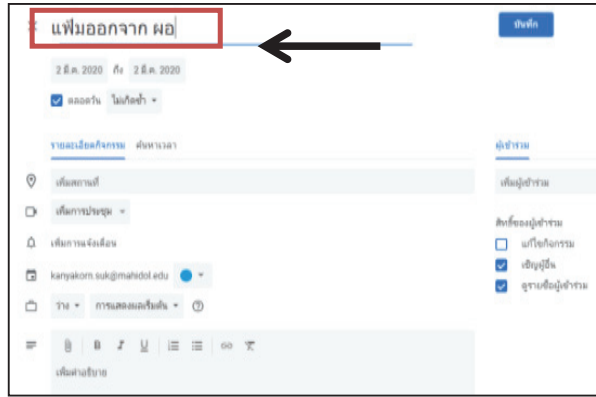 × แฟ้มออกจาก ผอ
บันทึก
2 มี.ค. 2020 ถึง 2 มี.ค. 2020
ตลอดวัน ไม่เกิดซ้ำ
รายละเอียดกิจกรรม ค้นหาเวลา
ผู้เข้าร่วม
เพิ่มสถานที่
เพิ่มผู้เข้าร่วม
เพิ่มการประชุม
สิทธิ์ของผู้เข้าร่วม
เพิ่มการแจ้งเตือน
แก้ไขกิจกรรม
kanyakorn.suk@mahidol.edu
เชิญผู้อื่น
ว่าง การแสดงผลเริ่มต้น
ดูรายชื่อผู้เข้าร่วม
B I U
เพิ่มคำอธิบาย